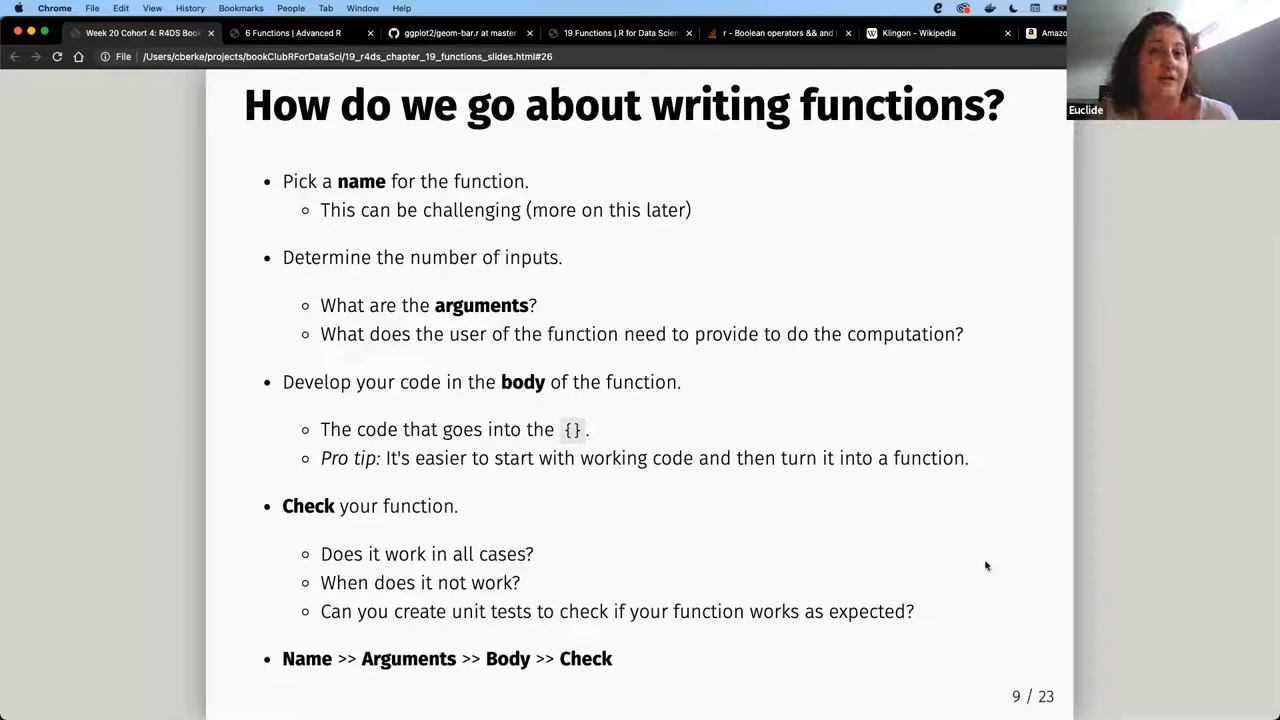 Chrome File Edit View History Bookmarks People Tab Window Help
Week 20 Cohort 4: R4DS Book
6 Functions | Advanced R
ggplot2/geom-bar.r at master
19 Functions | R for Data Scien
r - Boolean operators && and |
Klingon - Wikipedia
Amazo
File /Users/cberke/projects/bookClubRForDataSci/19_r4ds_chapter_19_functions_slides.html#26
Euclide
How do we go about writing functions?
• Pick a name for the function.
◦ This can be challenging (more on this later)
• Determine the number of inputs.
◦ What are the arguments?
◦ What does the user of the function need to provide to do the computation?
• Develop your code in the body of the function.
◦ The code that goes into the {}.
◦ Pro tip: It's easier to start with working code and then turn it into a function.
• Check your function.
◦ Does it work in all cases?
◦ When does it not work?
◦ Can you create unit tests to check if your function works as expected?
• Name >> Arguments >> Body >> Check
9 / 23